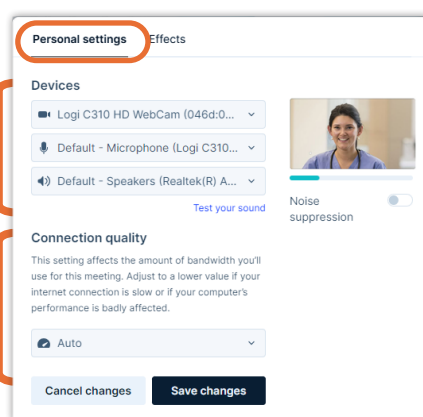 Personal settings Effects
Devices
Logi C310 HD WebCam (046d:0...
Default - Microphone (Logi C310...
Default - Speakers (Realtek(R) A...
Test your sound
Noise
suppression
Connection quality
This setting affects the amount of bandwidth you'll
use for this meeting. Adjust to a lower value if your
internet connection is slow or if your computer's
performance is badly affected.
Auto
Cancel changes Save changes